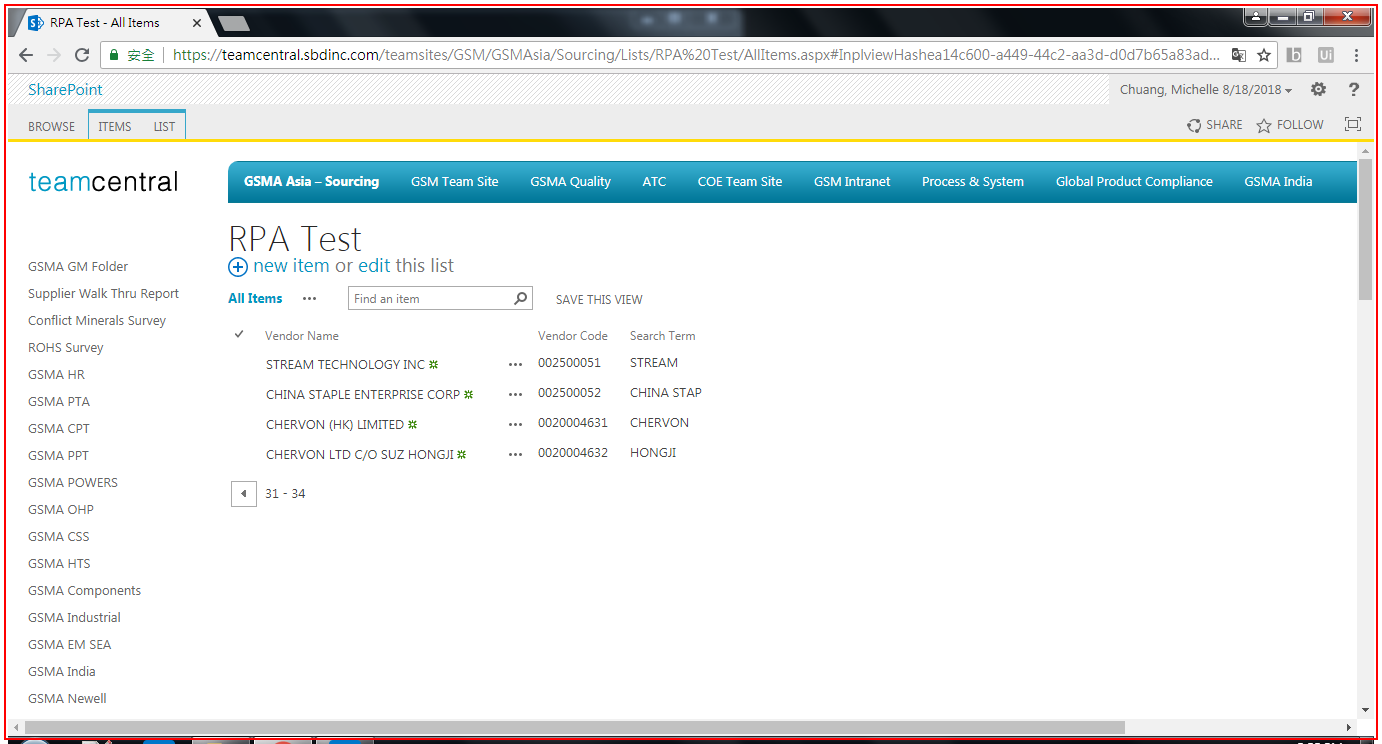 RPA Test - All Items
安全 https://teamcentral.sbdinc.com/teamsites/GSM/GSMAsia/Sourcing/Lists/RPA%20Test/AllItems.aspx#InplviewHashea14c600-a449-44c2-aa3d-d0d7b65a83ad...
SharePoint Chuang, Michelle 8/18/2018 ?
BROWSE ITEMS LIST SHARE FOLLOW
teamcentral GSMA Asia – Sourcing GSM Team Site GSMA Quality ATC COE Team Site GSM Intranet Process & System Global Product Compliance GSMA India
RPA Test
new item or edit this list
All Items ... Find an item SAVE THIS VIEW
Vendor Name Vendor Code Search Term
STREAM TECHNOLOGY INC ... 002500051 STREAM
CHINA STAPLE ENTERPRISE CORP ... 002500052 CHINA STAP
CHERVON (HK) LIMITED ... 0020004631 CHERVON
CHERVON LTD C/O SUZ HONGJI ... 0020004632 HONGJI
31 - 34
GSMA GM Folder
Supplier Walk Thru Report
Conflict Minerals Survey
ROHS Survey
GSMA HR
GSMA PTA
GSMA CPT
GSMA PPT
GSMA POWERS
GSMA OHP
GSMA CSS
GSMA HTS
GSMA Components
GSMA Industrial
GSMA EM SEA
GSMA India
GSMA Newell